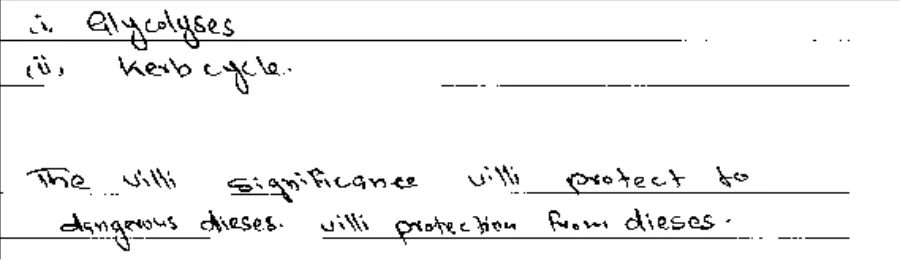 i. Glycolyses
(ii, Kerb cycle.
The villi significance villi protect to
dangerous dieses. villi protection from dieses.